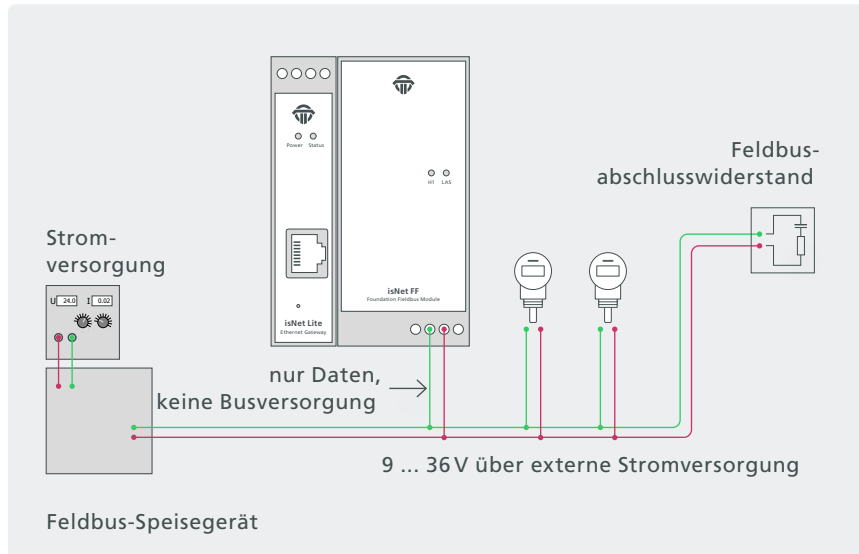 Power Status
H1 LAS
isNet FF
Foundation Fieldbus Module
isNet Lite
Ethernet Gateway
Feldbus-
abschlusswiderstand
Strom-
versorgung
U 24.0 I 0.02
nur Daten,
keine Busversorgung
9 ... 36 V über externe Stromversorgung
Feldbus-Speisegerät